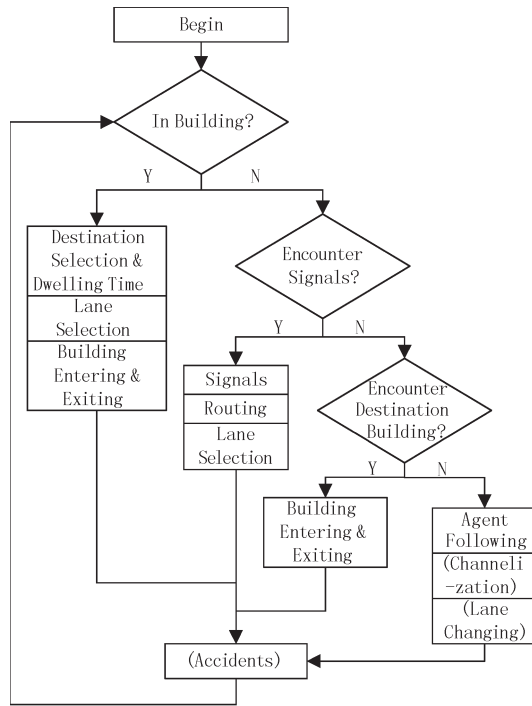 Begin
In Building?
Y
N
Destination
Selection &
Dwelling Time
Lane
Selection
Building
Entering &
Exiting
Encounter
Signals?
Y
N
Signals
Routing
Lane
Selection
Encounter
Destination
Building?
Y
N
Building
Entering &
Exiting
Agent
Following
(Channeli
-zation)
(Lane
Changing)
(Accidents)